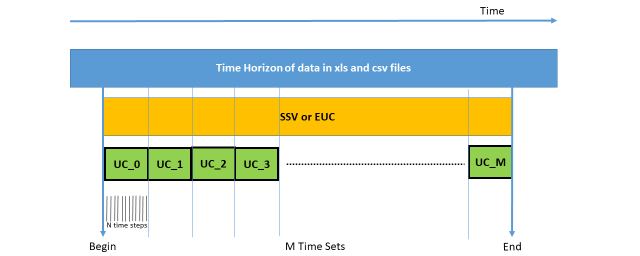 Time
Time Horizon of data in xls and csv files
SSV or EUC
UC_0 UC_1 UC_2 UC_3 UC_M
N time steps
Begin M Time Sets End